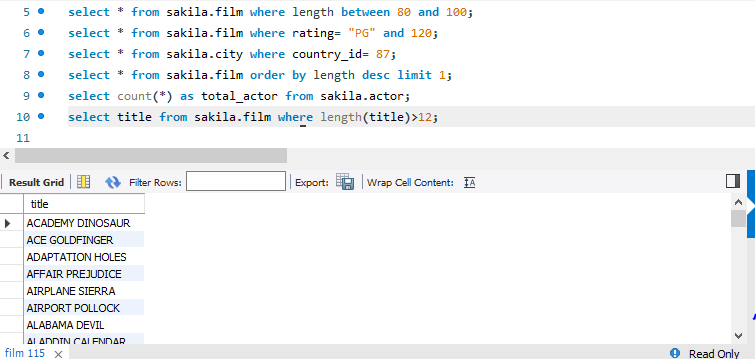 5 select * from sakila.film where length between 80 and 100;
6 select * from sakila.film where rating= "PG" and 120;
7 select * from sakila.city where country_id= 87;
8 select * from sakila.film order by length desc limit 1;
9 select count(*) as total_actor from sakila.actor;
10 select title from sakila.film where length(title)>12;
11
Result Grid Filter Rows: Export: Wrap Cell Content:
title
ACADEMY DINOSAUR
ACE GOLDFINGER
ADAPTATION HOLES
AFFAIR PREJUDICE
AIRPLANE SIERRA
AIRPORT POLLOCK
ALABAMA DEVIL
ALADDIN CALENDAR
film 115 Read Only